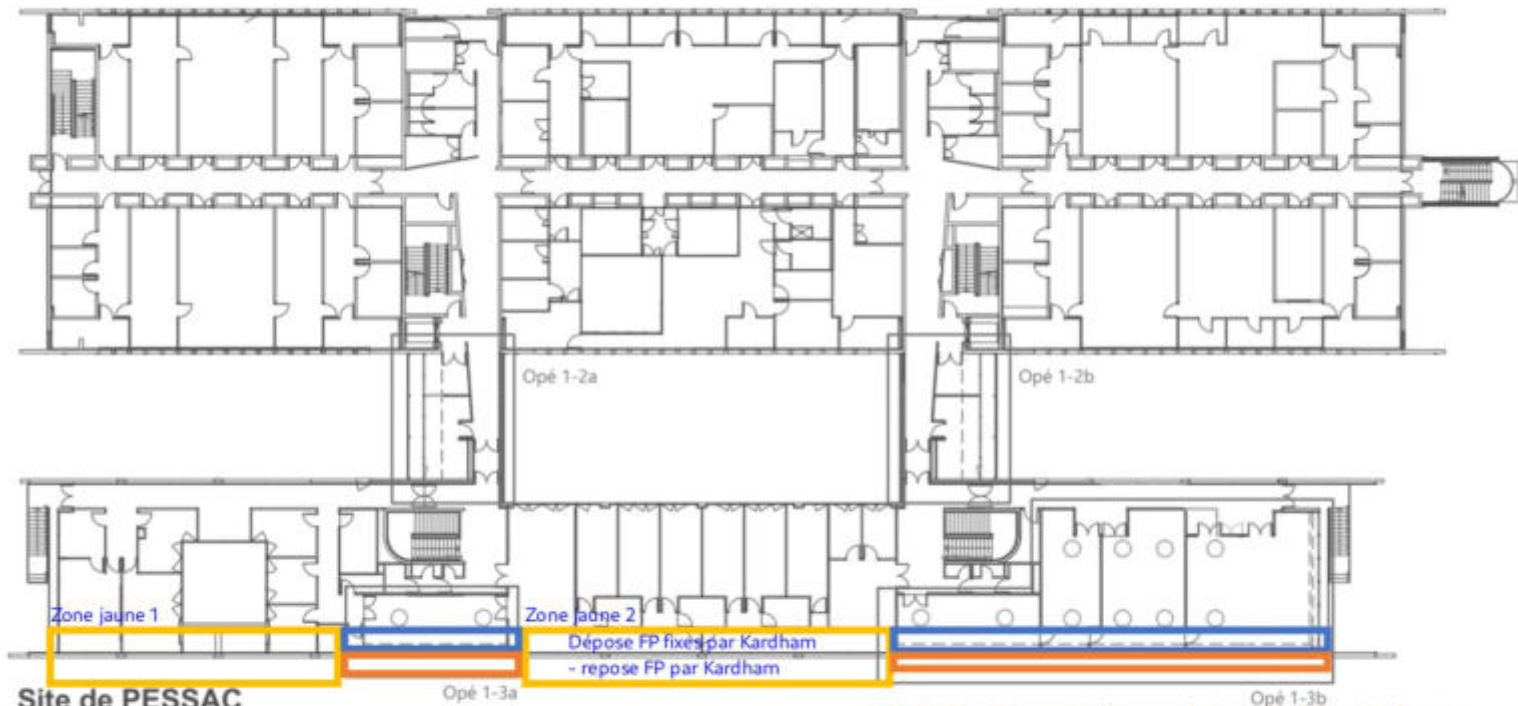 Opé 1-2a
Opé 1-2b
Zone jaune 1
Zone jaune 2
Dépose FP fixes par Kardham
- repose FP par Kardham
Site de PESSAC
Opé 1-3a
Opé 1-3b